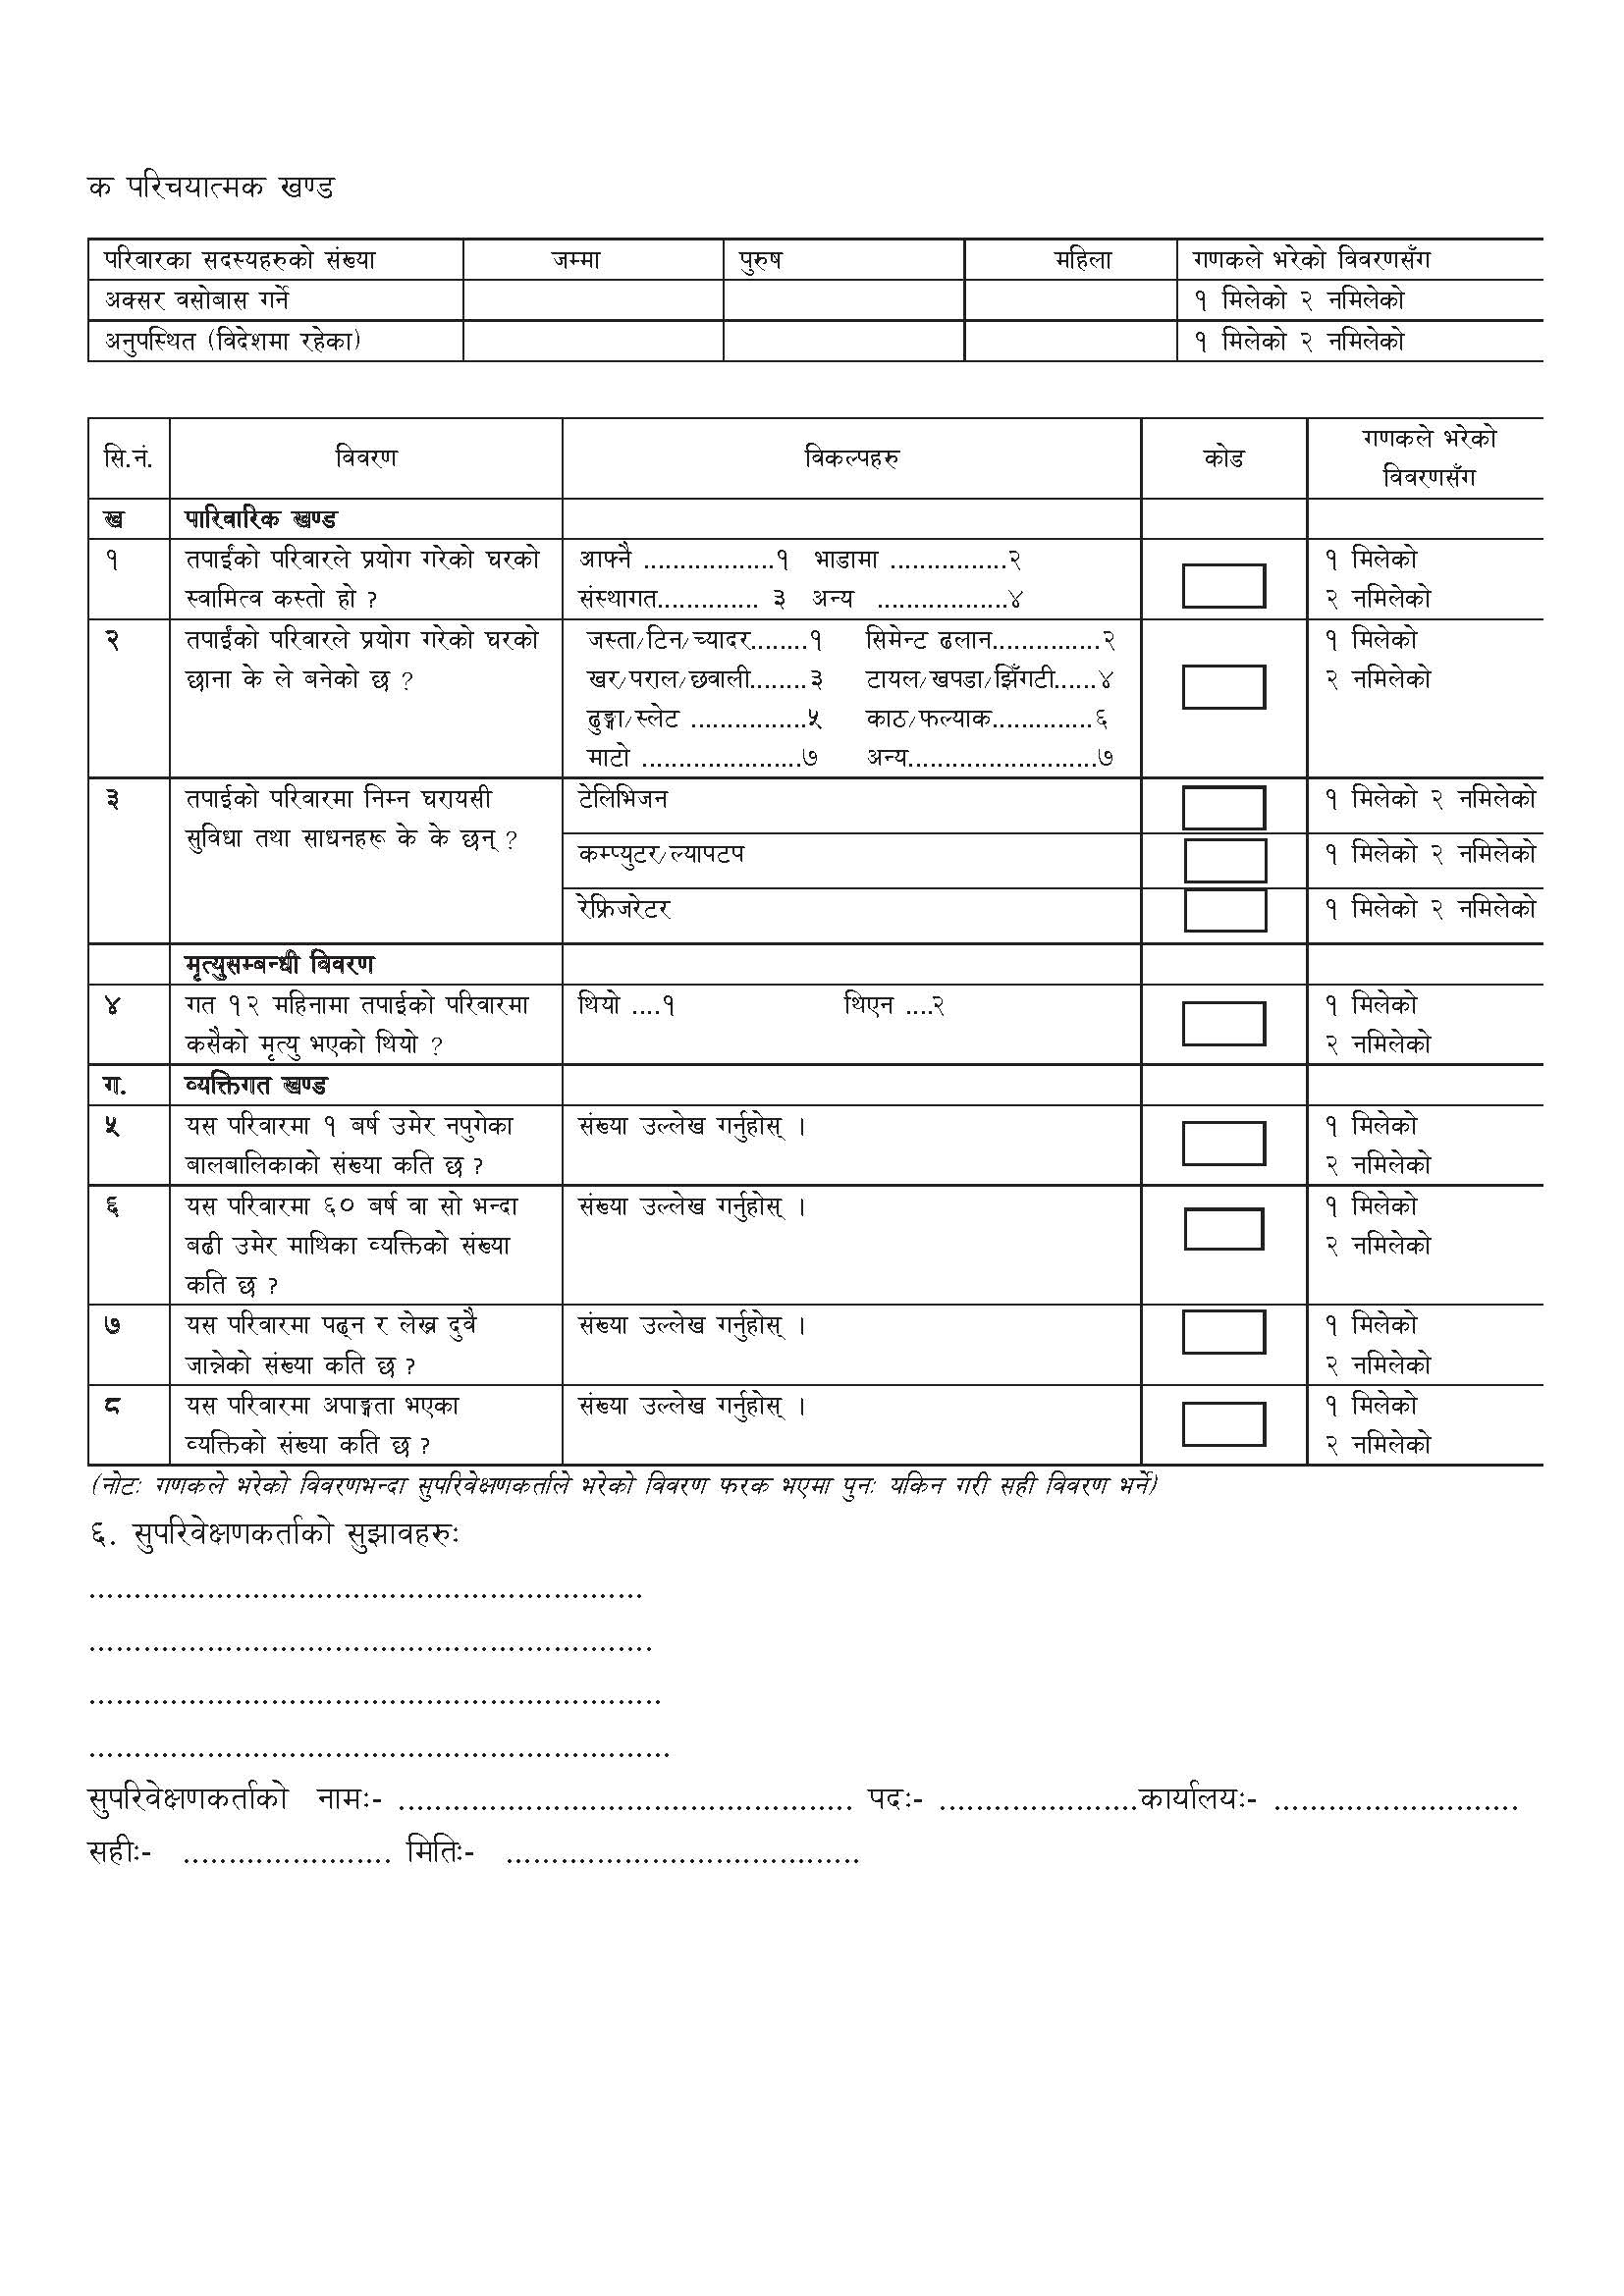 क परिचयात्मक खण्ड
परिवारका सदस्यहरुको संख्या जम्मा पुरुष महिला गणकले भरेको विवरणसँग
अक्सर वसोबास गर्ने १ मिलेको २ नमिलेको
अनुपस्थित (विदेशमा रहेका) १ मिलेको २ नमिलेको
सि.नं. विवरण विकल्पहरु कोड गणकले भरेको
विवरणसँग
ख पारिवारिक खण्ड
१ तपाईंको परिवारले प्रयोग गरेको घरको आफ्नै ..................१ भाडामा ................२ १ मिलेको
स्वामित्व कस्तो हो ? संस्थागत.............. ३ अन्य ..................४ २ नमिलेको
२ तपाईंको परिवारले प्रयोग गरेको घरको जस्ता/टिन/च्यादर........१ सिमेन्ट ढलान...............२ १ मिलेको
छाना के ले बनेको छ ? खर/पराल/छवाली........३ टायल/खपडा/झिँगटी......४ २ नमिलेको
ढुङ्गा/स्लेट ................५ काठ/फल्याक..............६
माटो ......................७ अन्य..........................७
३ तपाईको परिवारमा निम्न घरायसी टेलिभिजन १ मिलेको २ नमिलेको
सुविधा तथा साधनहरू के के छन् ?
कम्प्युटर/ल्यापटप १ मिलेको २ नमिलेको
रेफ्रिजरेटर १ मिलेको २ नमिलेको
मृत्युसम्बन्धी विवरण
४ गत १२ महिनामा तपाईको परिवारमा थियो ....१ थिएन ....२ १ मिलेको
कसैको मृत्यु भएको थियो ? २ नमिलेको
ग. व्यक्तिगत खण्ड
५ यस परिवारमा १ बर्ष उमेर नपुगेका संख्या उल्लेख गर्नुहोस् । १ मिलेको
बालबालिकाको संख्या कति छ ? २ नमिलेको
६ यस परिवारमा ६० बर्ष वा सो भन्दा संख्या उल्लेख गर्नुहोस् । १ मिलेको
बढी उमेर माथिका व्यक्तिको संख्या २ नमिलेको
कति छ ?
७ यस परिवारमा पढ्न र लेख्न दुवै संख्या उल्लेख गर्नुहोस् । १ मिलेको
जान्नेको संख्या कति छ ? २ नमिलेको
८ यस परिवारमा अपाङ्गता भएका संख्या उल्लेख गर्नुहोस् । १ मिलेको
व्यक्तिको संख्या कति छ ? २ नमिलेको
(नोटः गणकले भरेको विवरणभन्दा सुपरिवेक्षणकर्ताले भरेको विवरण फरक भएमा पुनः यकिन गरी सही विवरण भर्ने)
६. सुपरिवेक्षणकर्ताको सुझावहरुः
.............................................................
..............................................................
...............................................................
................................................................
सुपरिवेक्षणकर्ताको नामः- .................................................. पदः- ......................कार्यालयः- ...........................
सहीः- ....................... मितिः- .......................................